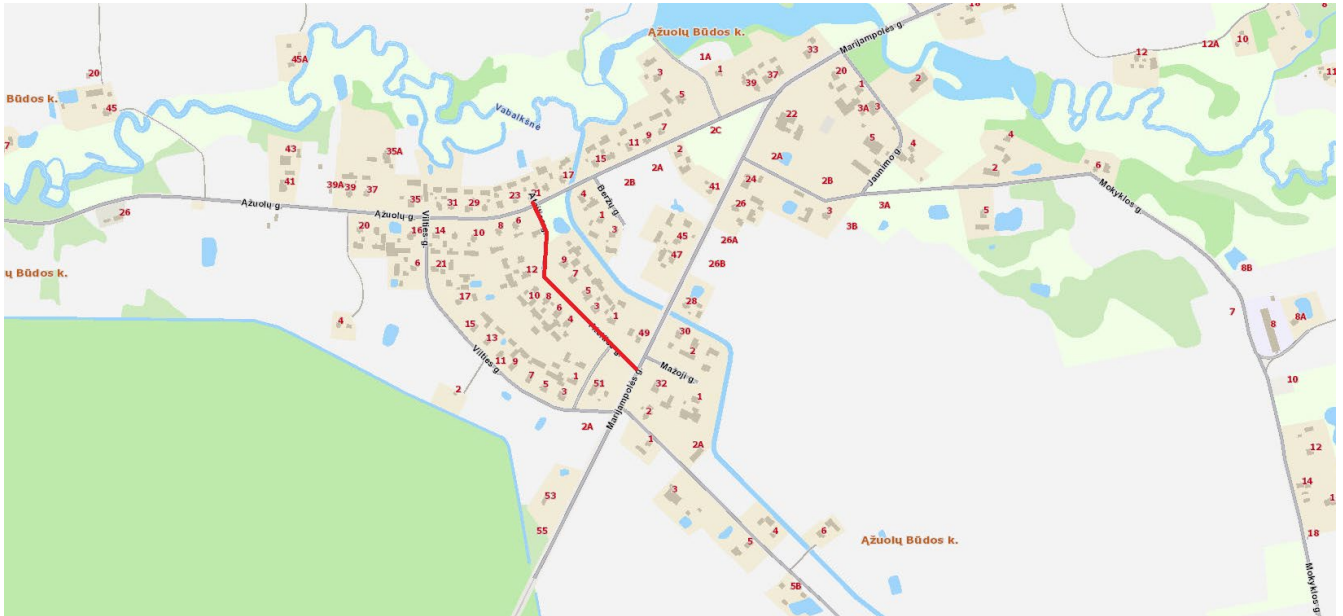 18
8
33
Marijampolės g.
Ąžuolų Būdos k.
45A
1A
1
3
39
37
20
2
12
12A
10
11
20
45
Būdos k.
5
1
3A
3
22
Vabalkšnė
7
9
11
2C
5
4
4
7
43
35A
15
2
2A
2B
2A
2B
Jaunimo g.
2
6
Mokyklos g.
41
39A
39
37
17
21
23
4
41
24
3A
35
31
29
Beržų g.
26
Ąžuolų g.
Ąžuolų g.
Vilties g.
6
8
1
3
26
3
3B
5
20
16
14
10
45
26A
6
21
12
9
7
47
26B
8B
ų Būdos k.
17
10
8
6
5
3
1
28
7
8
8A
4
15
13
4
49
30
2
Vilties g.
11
9
7
5
3
1
51
Mažoji g.
32
1
2
Marijampolės g.
2
10
2A
1
2A
12
53
3
14
1
55
4
5
6
Ąžuolų Būdos k.
18
5B
Mokyklos g.